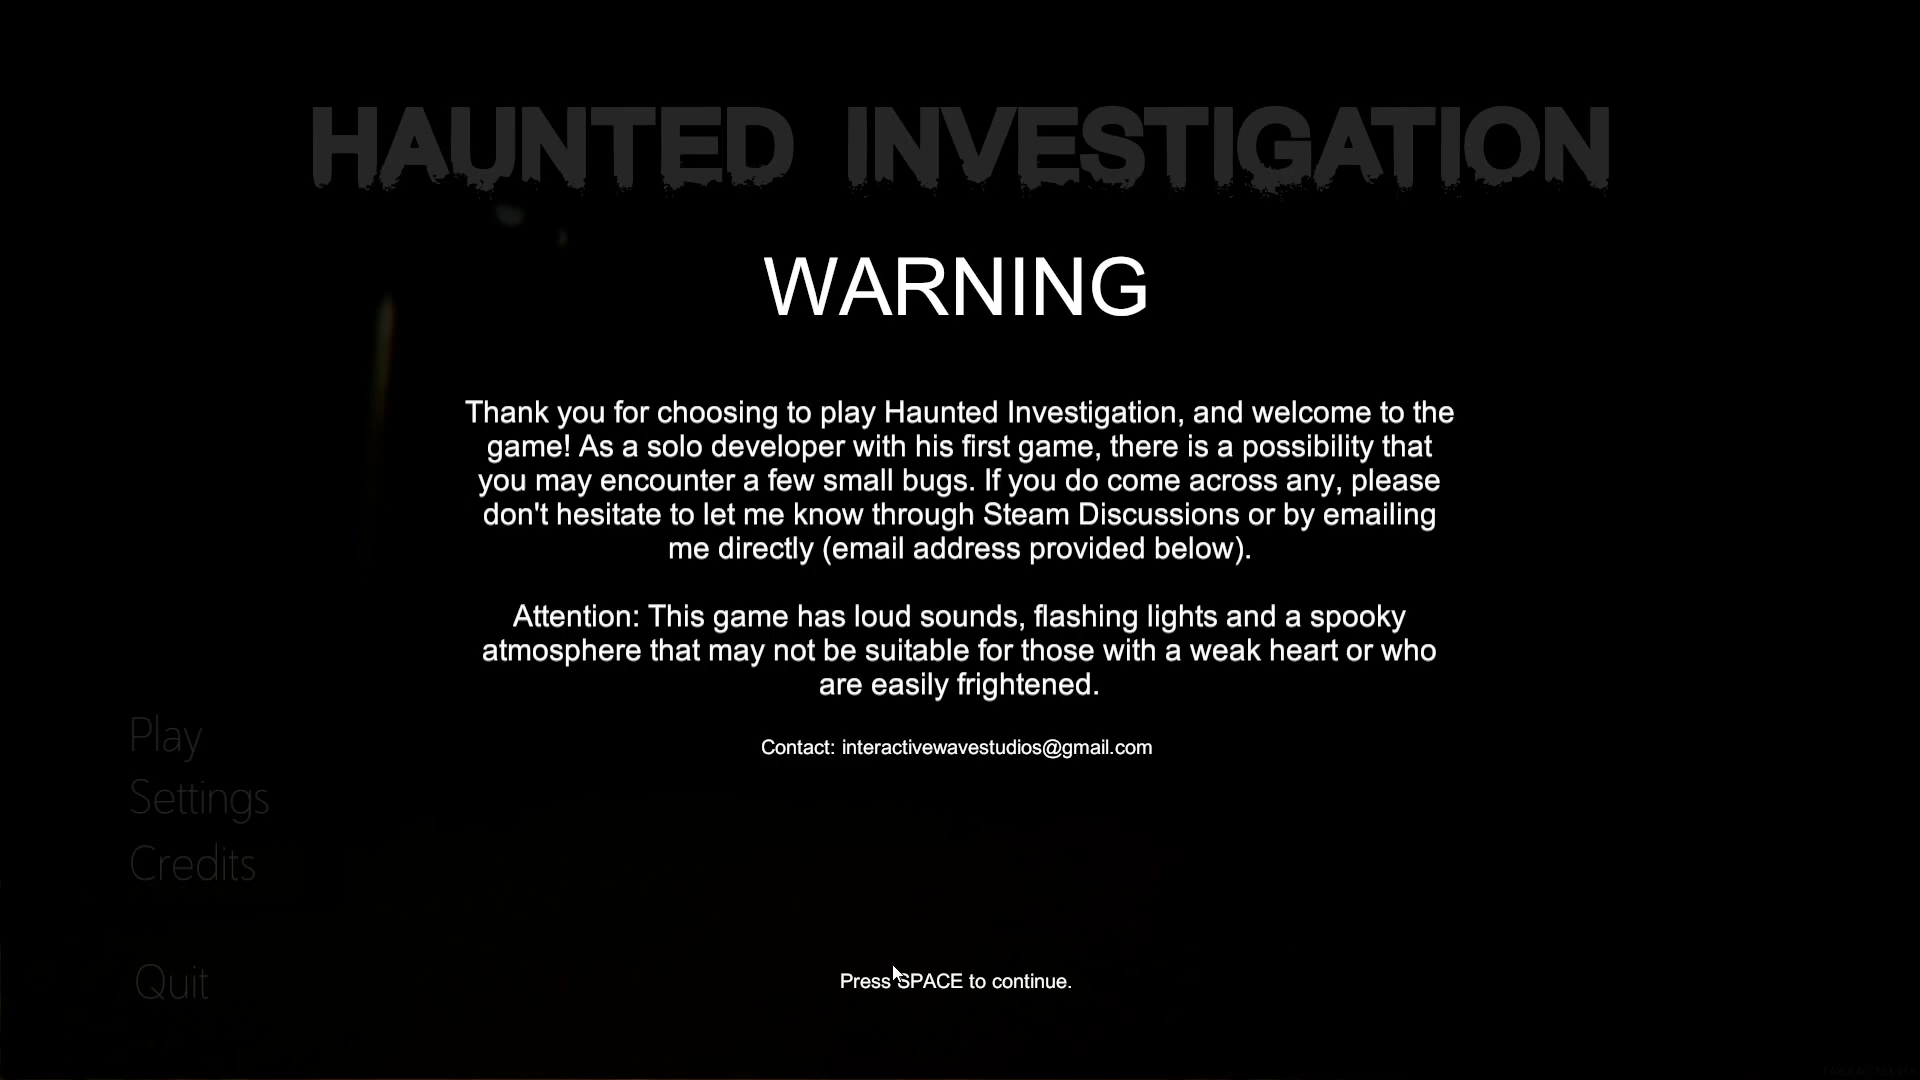 HAUNTED INVESTIGATION
WARNING
Thank you for choosing to play Haunted Investigation, and welcome to the
game! As a solo developer with his first game, there is a possibility that
you may encounter a few small bugs. If you do come across any, please
don't hesitate to let me know through Steam Discussions or by emailing
me directly (email address provided below).
Attention: This game has loud sounds, flashing lights and a spooky
atmosphere that may not be suitable for those with a weak heart or who
are easily frightened.
Play
Contact: interactivewavestudios@gmail.com
Settings
Credits
Quit
Press SPACE to continue.